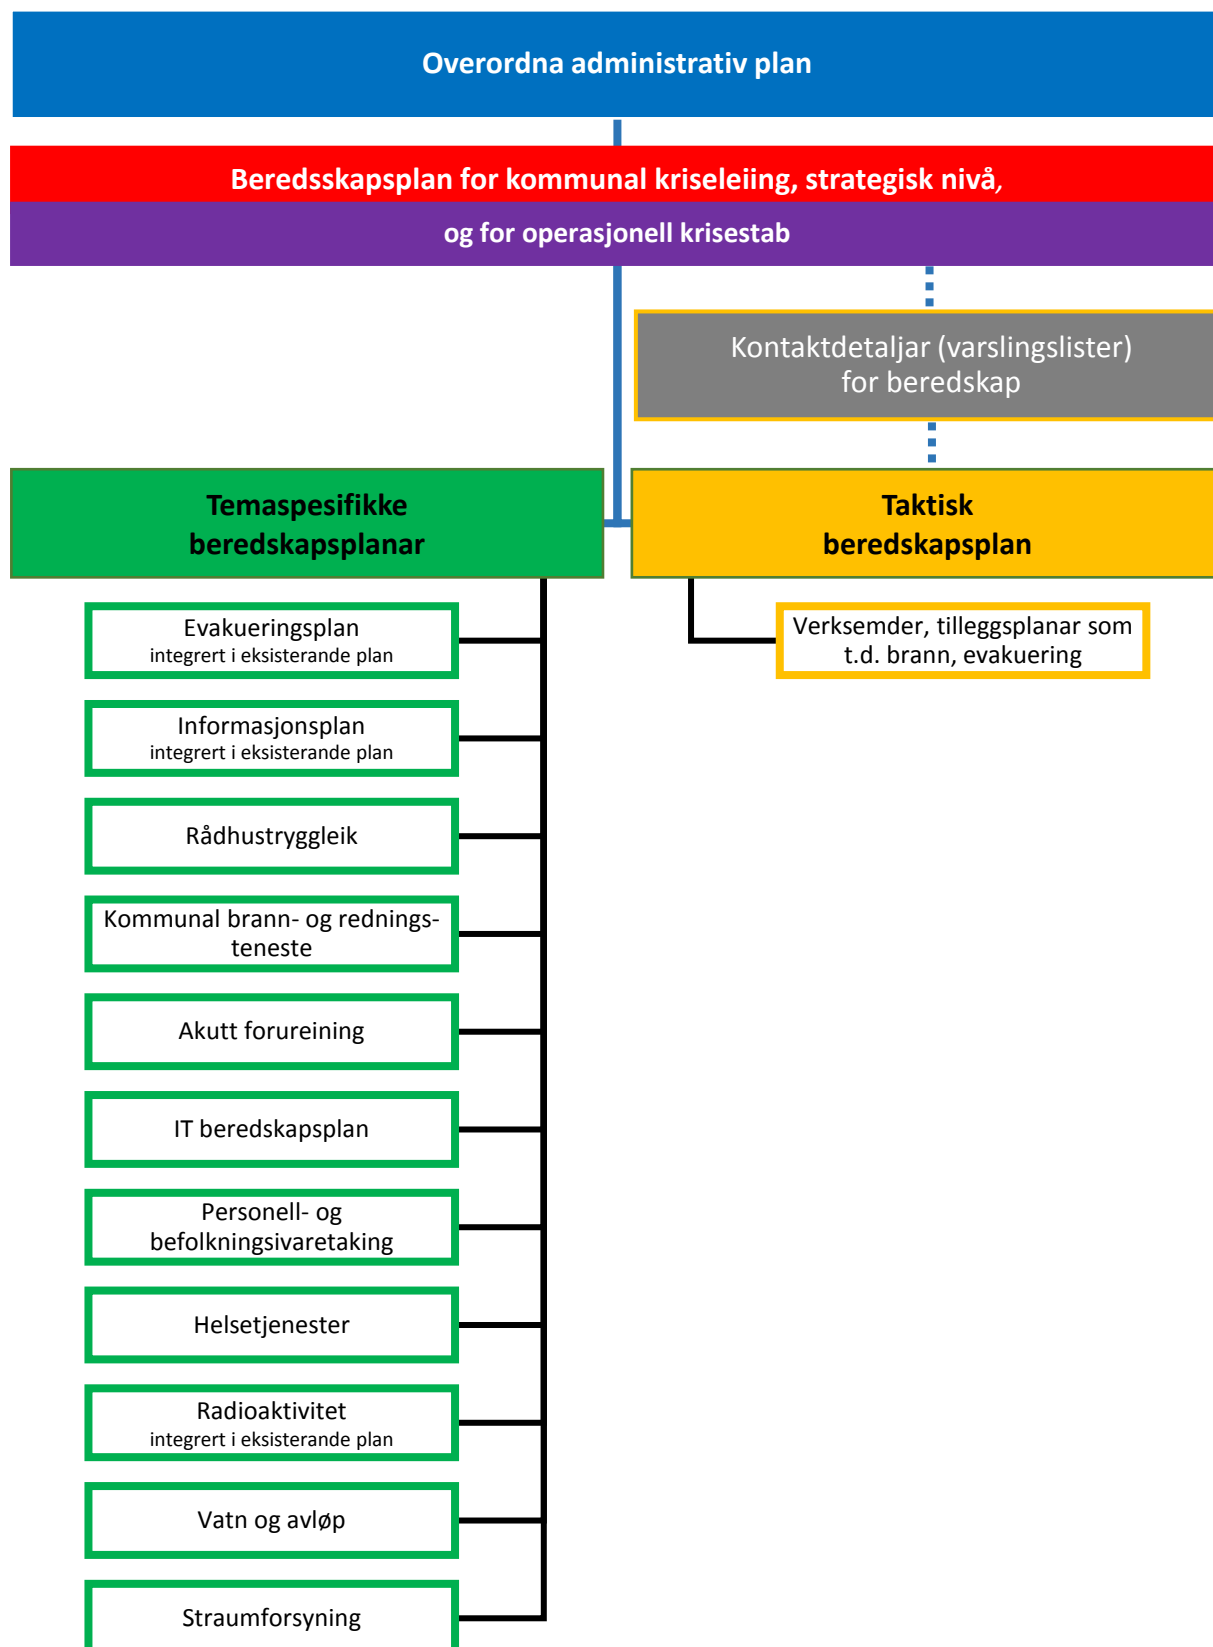 Overordna administrativ plan
Beredsskapsplan for kommunal kriseleiing, strategisk nivå,
og for operasjonell krisestab
Kontaktdetaljar (varslingslister)
for beredskap
Temaspesifikke
beredskapsplanar
Taktisk
beredskapsplan
Evakueringsplan
integrert i eksisterande plan
Verksemder, tilleggsplanar som
t.d. brann, evakuering
Informasjonsplan
integrert i eksisterande plan
Rådhustryggleik
Kommunal brann- og rednings-
teneste
Akutt forureining
IT beredskapsplan
Personell- og
befolkningsivaretaking
Helsetjenester
Radioaktivitet
integrert i eksisterande plan
Vatn og avløp
Straumforsyning